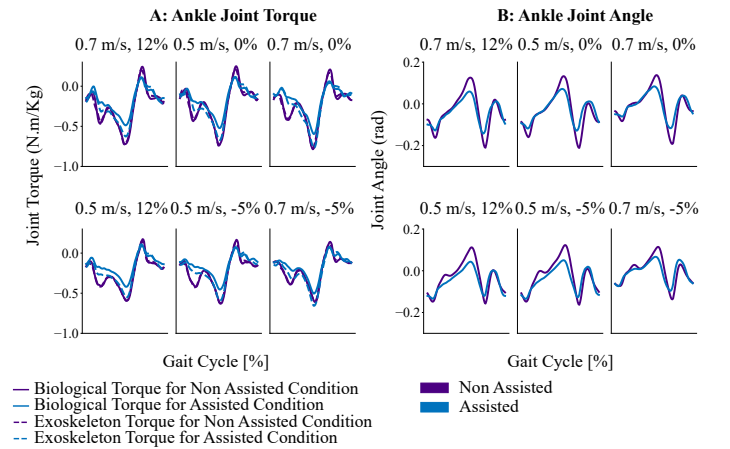 A: Ankle Joint Torque
B: Ankle Joint Angle
0.7 m/s, 12%
0.5 m/s, 0%
0.7 m/s, 0%
0.7 m/s, 12%
0.5 m/s, 0%
0.7 m/s, 0%
0.0
−0.5
−1.0
0.2
0.0
−0.2
Joint Torque (N.m/Kg)
Joint Angle (rad)
0.5 m/s, 12%
0.5 m/s, -5%
0.7 m/s, -5%
0.5 m/s, 12%
0.5 m/s, -5%
0.7 m/s, -5%
0.0
−0.5
−1.0
0.2
0.0
−0.2
Gait Cycle [%]
Gait Cycle [%]
Biological Torque for Non Assisted Condition
Biological Torque for Assisted Condition
Exoskeleton Torque for Non Assisted Condition
Exoskeleton Torque for Assisted Condition
Non Assisted
Assisted